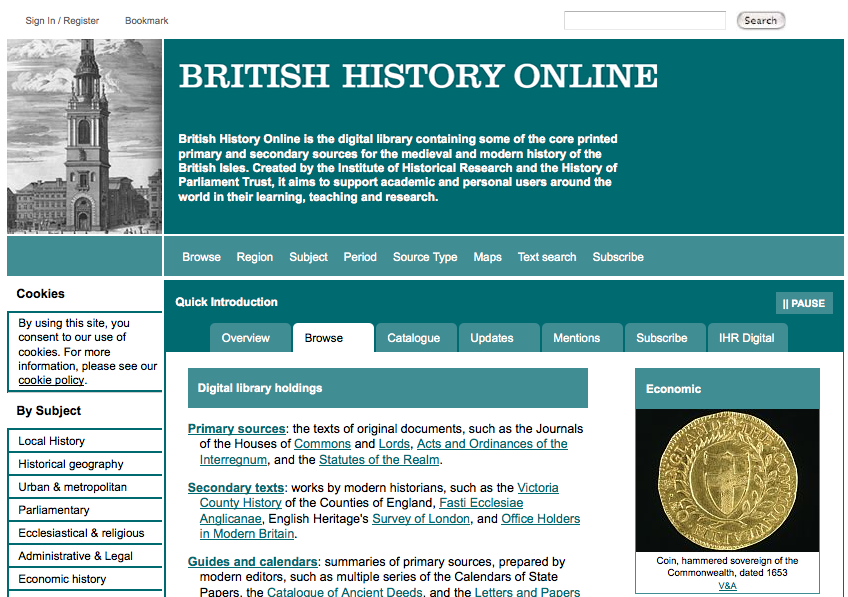 Sign In / Register Bookmark Search
BRITISH HISTORY ONLINE
British History Online is the digital library containing some of the core printed
primary and secondary sources for the medieval and modern history of the
British Isles. Created by the Institute of Historical Research and the History of
Parliament Trust, it aims to support academic and personal users around the
world in their learning, teaching and research.
Browse Region Subject Period Source Type Maps Text search Subscribe
Cookies
By using this site, you
consent to our use of
cookies. For more
information, please see our
cookie policy.
By Subject
Local History
Historical geography
Urban & metropolitan
Parliamentary
Ecclesiastical & religious
Administrative & Legal
Economic history
Quick Introduction
|| PAUSE
Overview Browse Catalogue Updates Mentions Subscribe IHR Digital
Digital library holdings
Primary sources: the texts of original documents, such as the Journals
of the Houses of Commons and Lords, Acts and Ordinances of the
Interregnum, and the Statutes of the Realm.
Secondary texts: works by modern historians, such as the Victoria
County History of the Counties of England, Fasti Ecclesiae
Anglicanae, English Heritage's Survey of London, and Office Holders
in Modern Britain.
Guides and calendars: summaries of primary sources, prepared by
modern editors, such as multiple series of the Calendars of State
Papers, the Catalogue of Ancient Deeds, and the Letters and Papers
Economic
Coin, hammered sovereign of the
Commonwealth, dated 1653
V&A